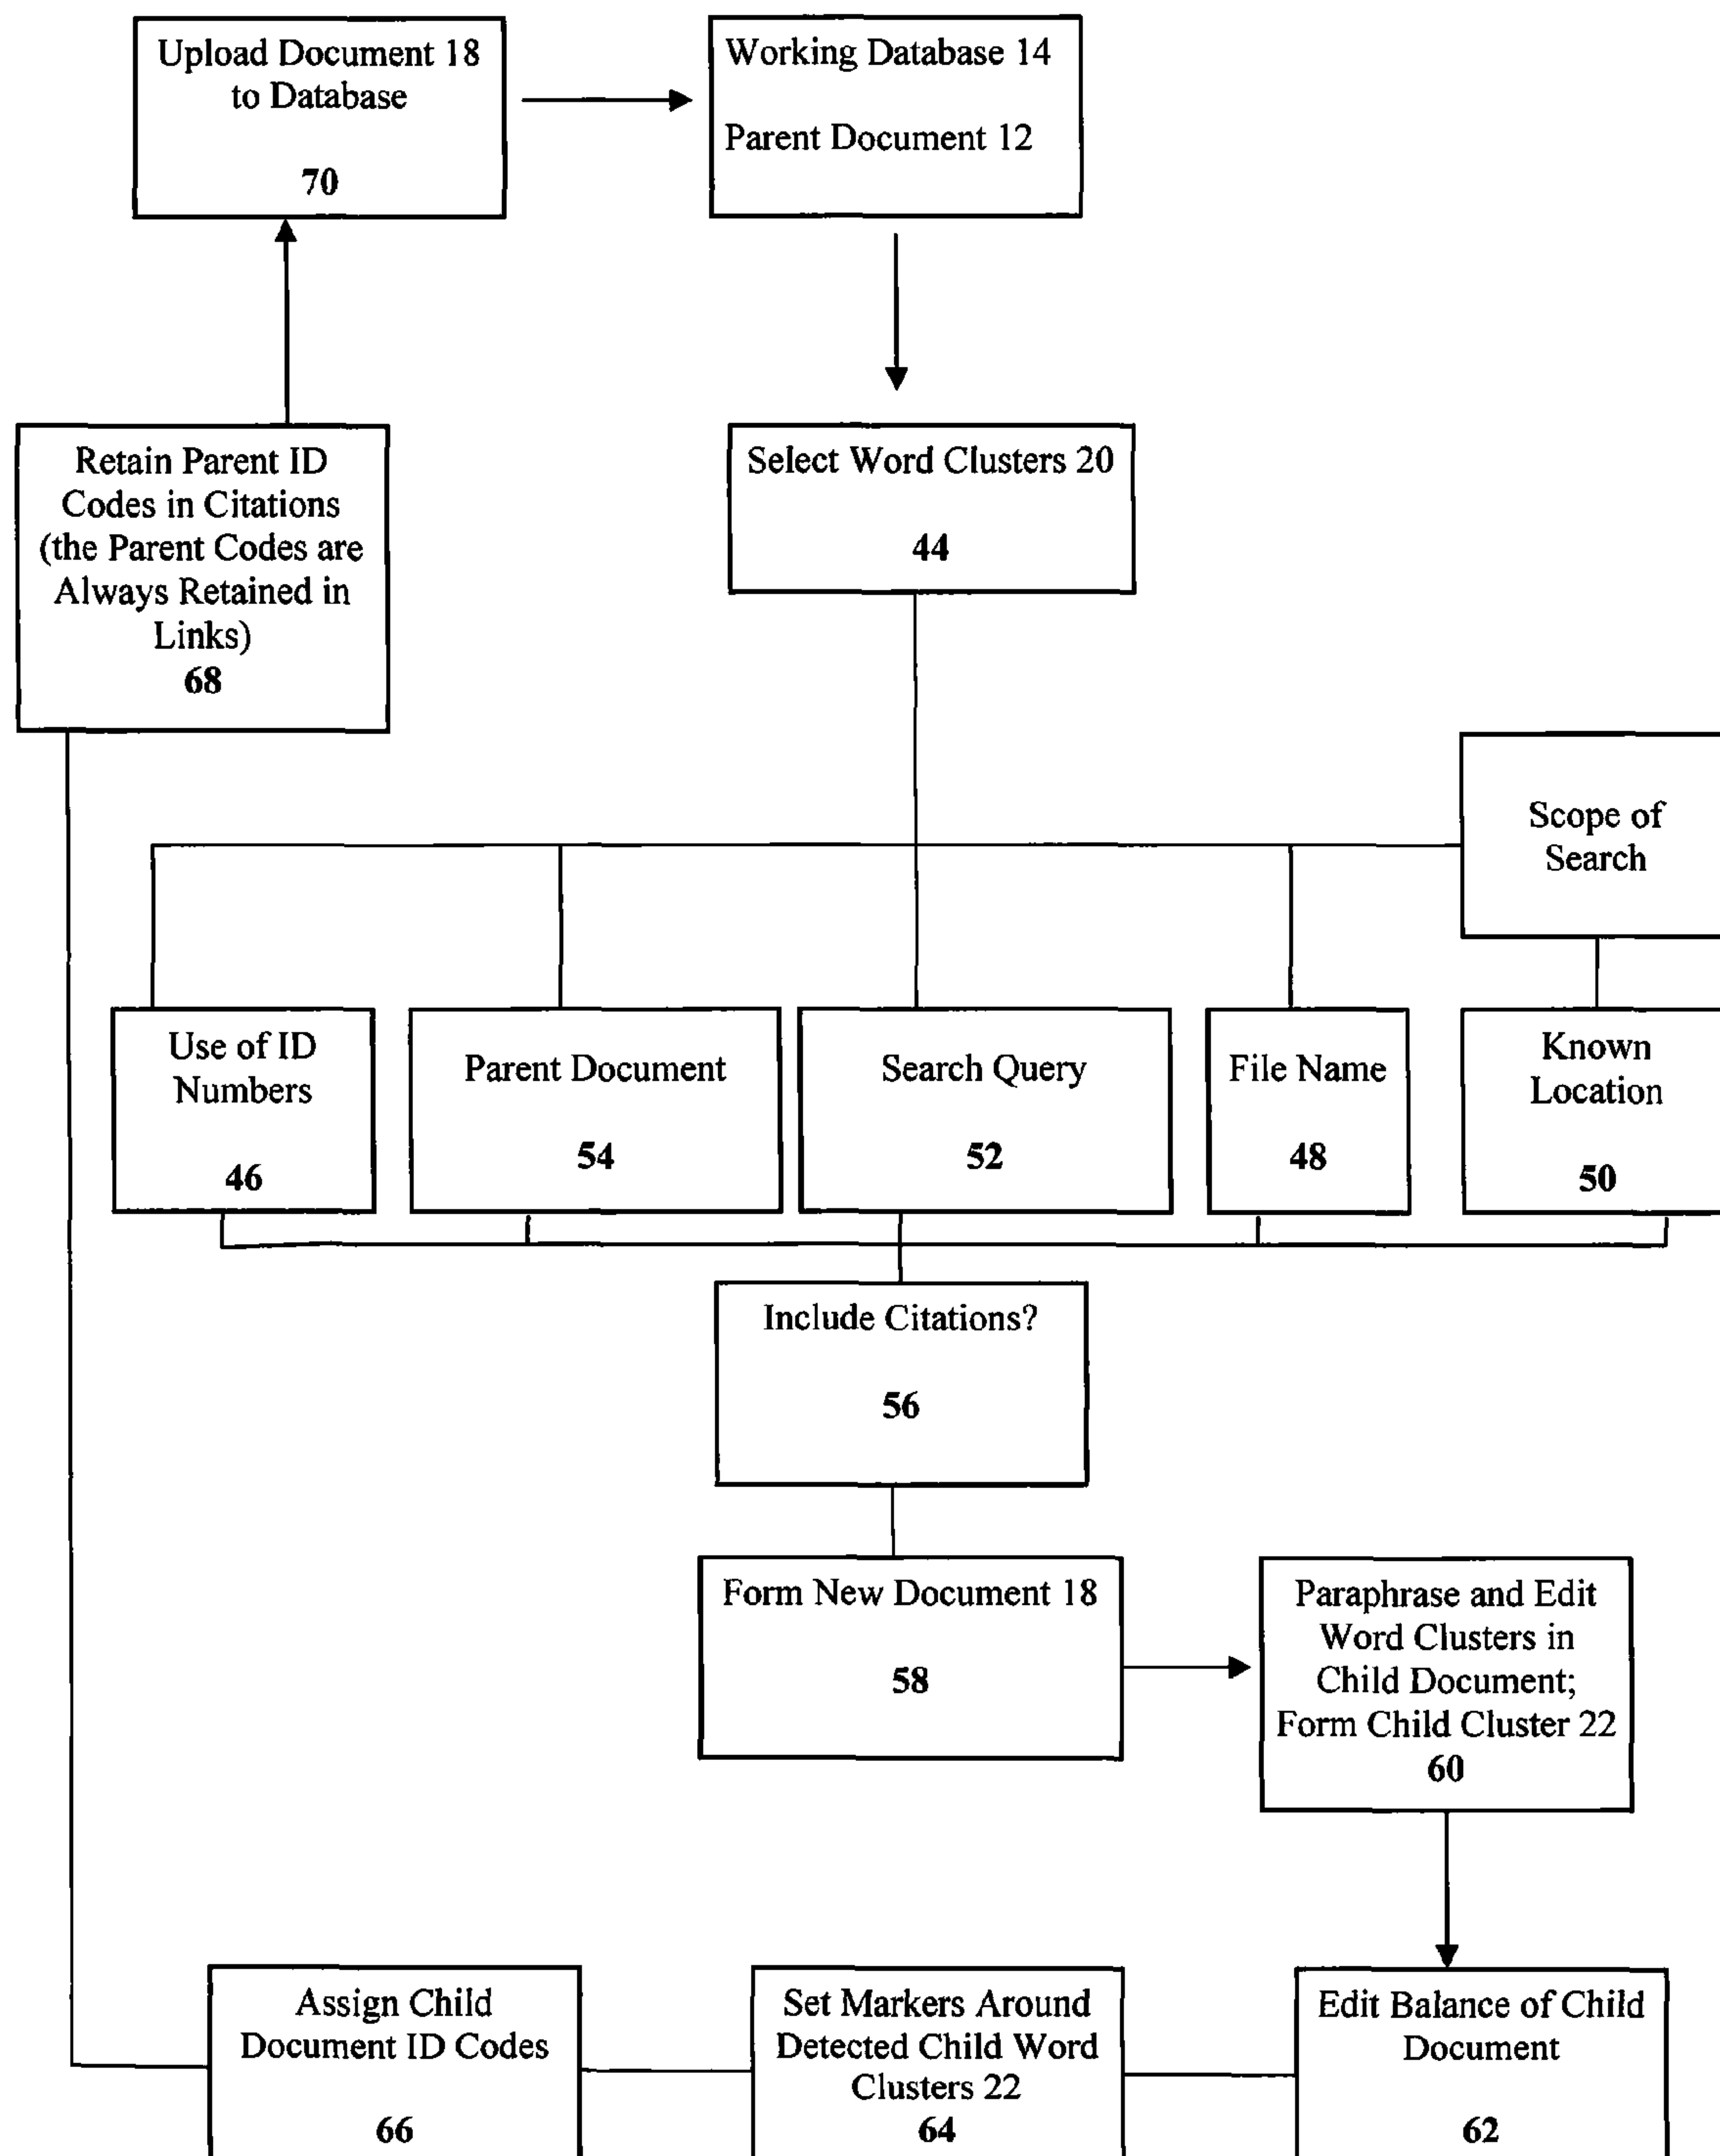 Upload Document 18
to Database
70
Working Database 14
Parent Document 12
Retain Parent ID
Codes in Citations
(the Parent Codes are
Always Retained in
Links)
68
Select Word Clusters 20
44
Scope of
Search
Use of ID
Numbers
46
Parent Document
54
Search Query
52
File Name
48
Known
Location
50
Include Citations?
56
Form New Document 18
58
Paraphrase and Edit
Word Clusters in
Child Document;
Form Child Cluster 22
60
Assign Child
Document ID Codes
66
Set Markers Around
Detected Child Word
Clusters 22
64
Edit Balance of Child
Document
62